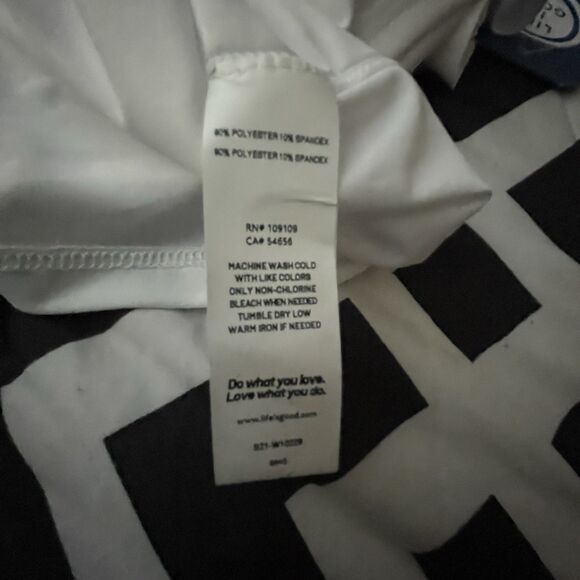 90% POLYESTER 10% SPANDEX
90% POLYESTER 10% SPANDEX
RN# 109109
CA# 54656
MACHINE WASH COLD
WITH LIKE COLORS
ONLY NON-CHLORINE
BLEACH WHEN NEEDED
TUMBLE DRY LOW
WARM IRON IF NEEDED
Do what you love.
Love what you do.
www.lifeisgood.com